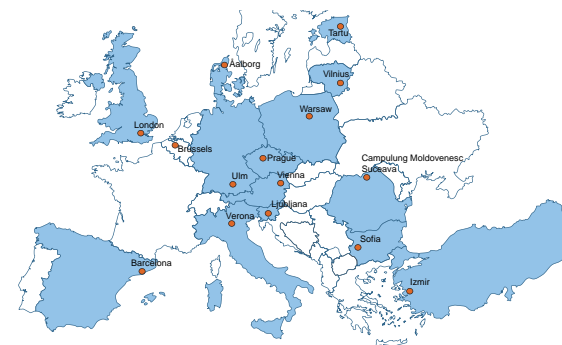 Tartu
Aalborg
Vilnius
Warsaw
London
Brussels
Prague
Campulung Moldovenesc,
Suceava
Ulm
Vienna
Ljubljana
Verona
Sofia
Barcelona
Izmir